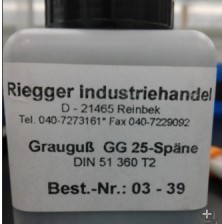 Riegger industriehandel
D - 21465 Reinbek
Tel. 040-7273161* Fax 040-7229092
Grauguß GG 25-Späne
DIN 51 360 T2
Best.-Nr.: 03 - 39